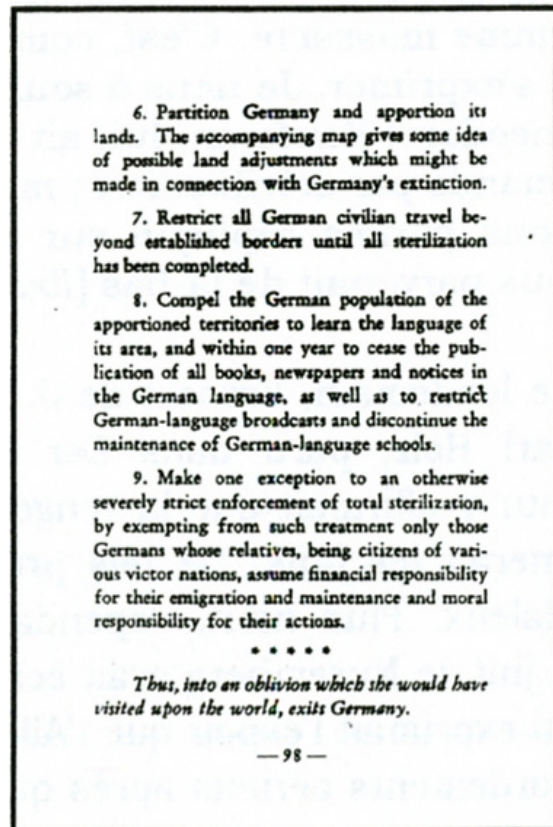 6. Partition Germany and apportion its
lands. The accompanying map gives some idea
of possible land adjustments which might be
made in connection with Germany's extinction.
7. Restrict all German civilian travel be-
yond established borders until all sterilization
has been completed.
8. Compel the German population of the
apportioned territories to learn the language of
its area, and within one year to cease the pub-
lication of all books, newspapers and notices in
the German language, as well as to restrict
German-language broadcasts and discontinue the
maintenance of German-language schools.
9. Make one exception to an otherwise
severely strict enforcement of total sterilization,
by exempting from such treatment only those
Germans whose relatives, being citizens of vari-
ous victor nations, assume financial responsibility
for their emigration and maintenance and moral
responsibility for their actions.
* * * * *
Thus, into an oblivion which she would have
visited upon the world, exits Germany.
— 98 —